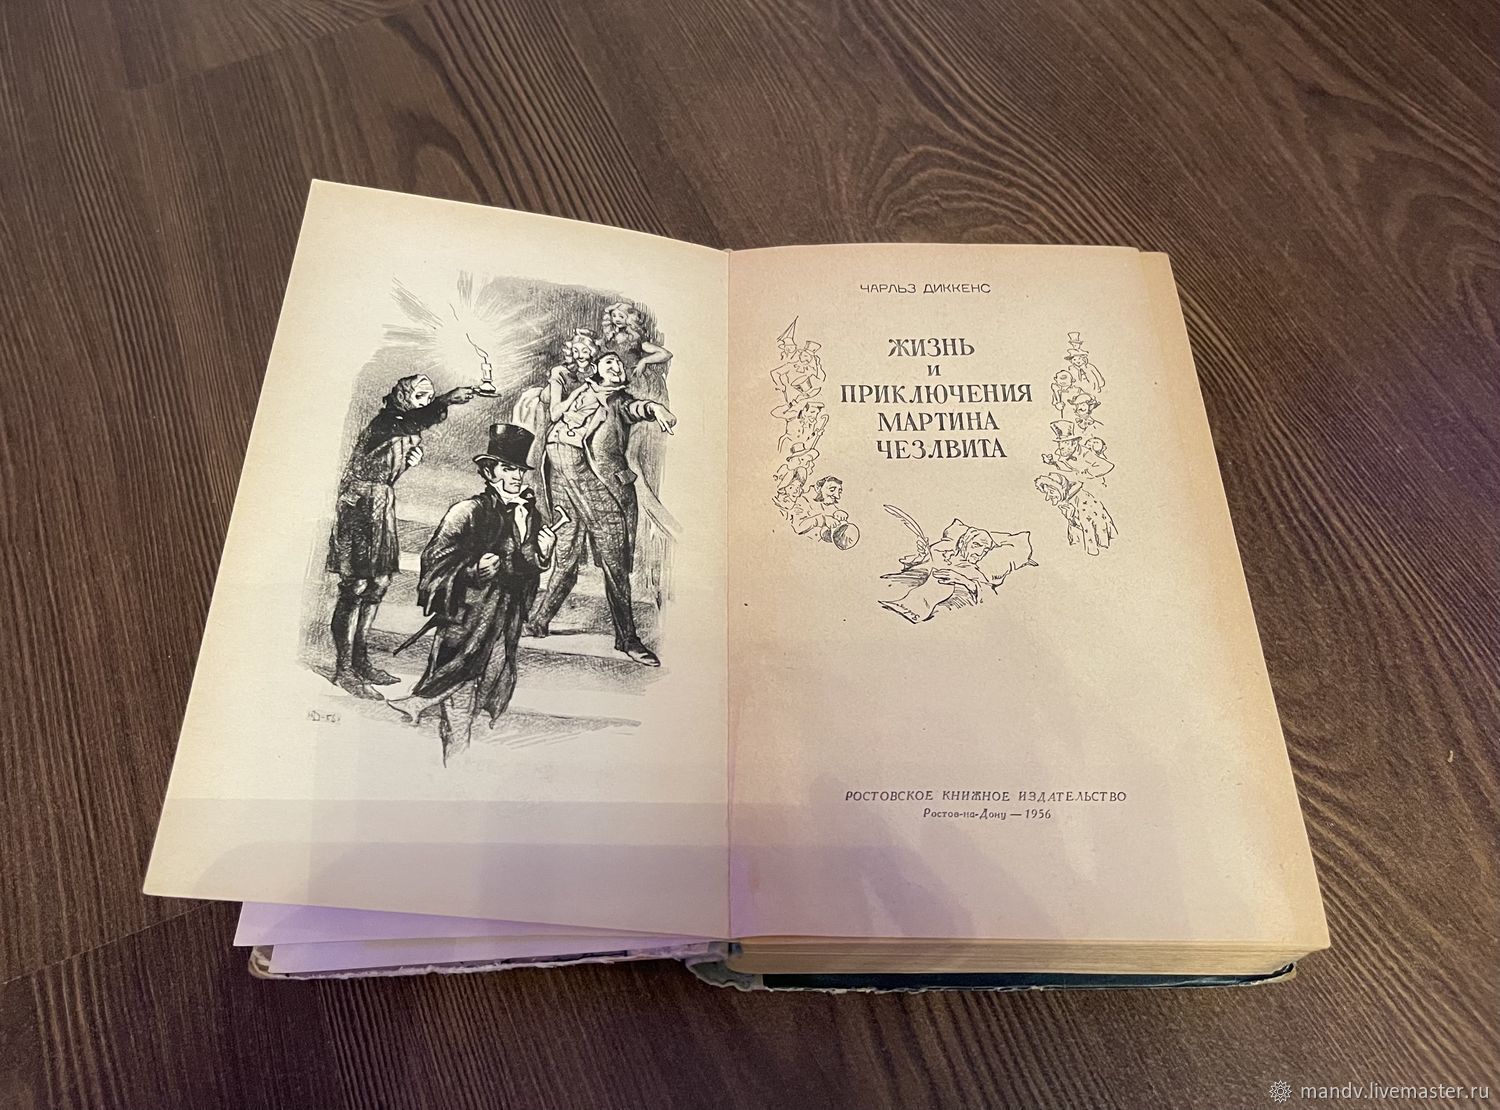 ЧАРЛЬЗ ДИККЕНС
ЖИЗНЬ
и
ПРИКЛЮЧЕНИЯ
МАРТИНА
ЧЕЗЛВИТА
РОСТОВСКОЕ КНИЖНОЕ ИЗДАТЕЛЬСТВО
Ростов-на-Дону — 1956
mandv.livemaster.ru